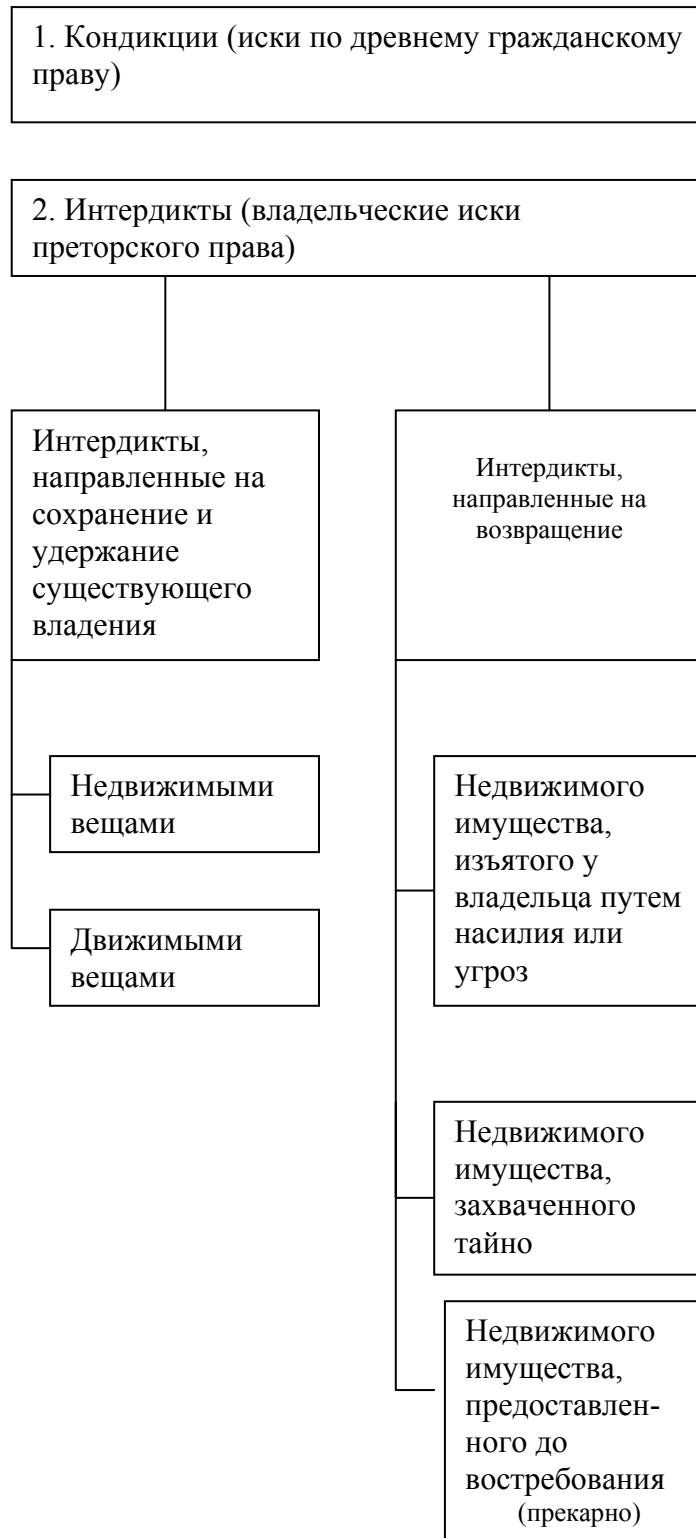 1. Кондикции (иски по древнему гражданскому
праву)
2. Интердикты (владельческие иски
преторского права)
Интердикты,
направленные на
сохранение и
удержание
существующего
владения
Недвижимыми
вещами
Движимыми
вещами
Интердикты,
направленные на
возвращение
Недвижимого
имущества,
изъятого у
владельца путем
насилия или
угроз
Недвижимого
имущества,
захваченного
тайно
Недвижимого
имущества,
предоставлен-
ного до
востребования
(прекарно)